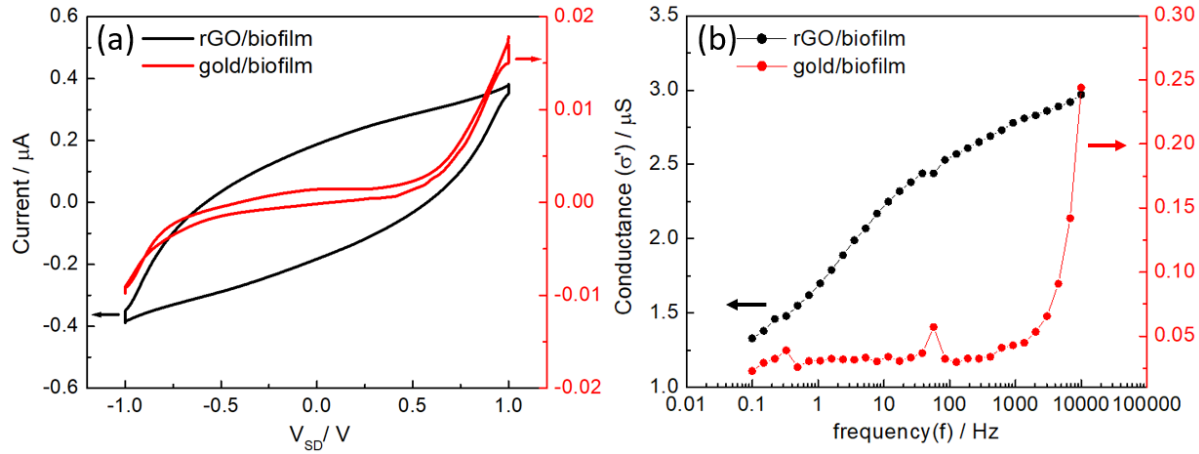 (a)
rGO/biofilm
gold/biofilm
0.6
0.4
0.2
0.0
-0.2
-0.4
-0.6
Current / μA
0.02
0.01
0.00
-0.01
-0.02
-1.0 -0.5 0.0 0.5 1.0
V_SD/ V
(b)
rGO/biofilm
gold/biofilm
3.5
3.0
2.5
2.0
1.5
1.0
Conductance (σ') / μS
0.30
0.25
0.20
0.15
0.10
0.05
0.01 0.1 1 10 100 1000 10000 100000
frequency(f) / Hz